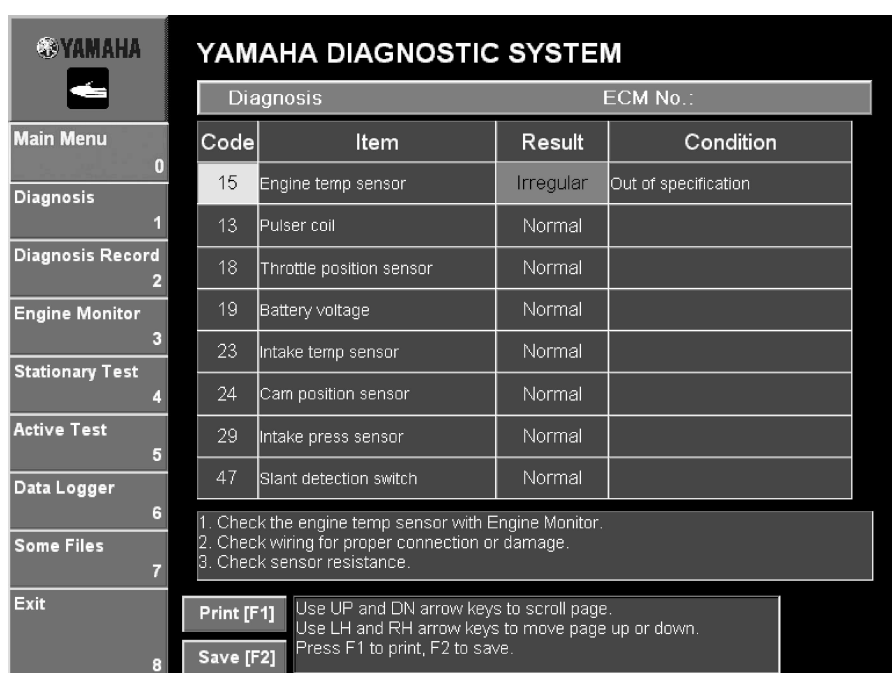 YAMAHA
YAMAHA DIAGNOSTIC SYSTEM
Diagnosis ECM No.:
Main Menu
0
Diagnosis
1
Diagnosis Record
2
Engine Monitor
3
Stationary Test
4
Active Test
5
Data Logger
6
Some Files
7
Exit
8
Code Item Result Condition
15 Engine temp sensor Irregular Out of specification
13 Pulser coil Normal
18 Throttle position sensor Normal
19 Battery voltage Normal
23 Intake temp sensor Normal
24 Cam position sensor Normal
29 Intake press sensor Normal
47 Slant detection switch Normal
1. Check the engine temp sensor with Engine Monitor.
2. Check wiring for proper connection or damage.
3. Check sensor resistance.
Print [F1]
Save [F2]
Use UP and DN arrow keys to scroll page.
Use LH and RH arrow keys to move page up or down.
Press F1 to print, F2 to save.